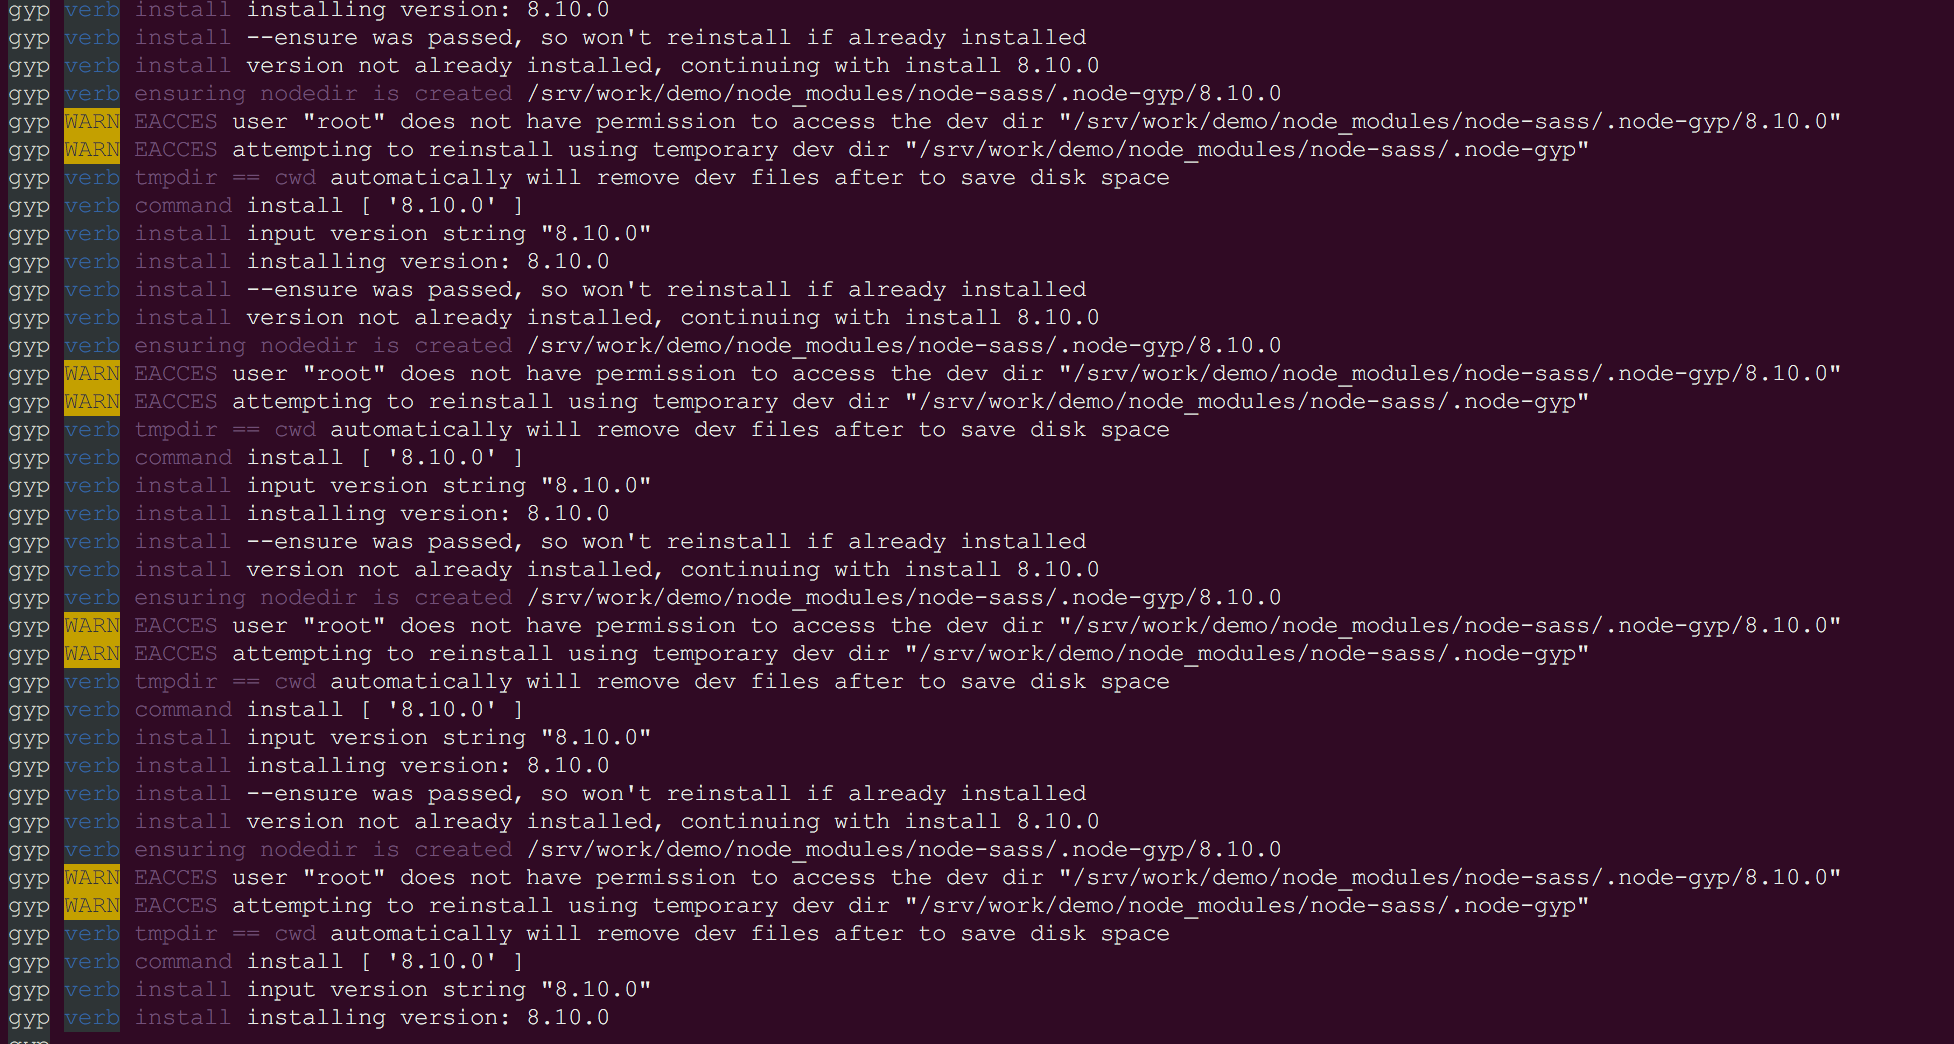 gyp verb install installing version: 8.10.0
gyp verb install --ensure was passed, so won't reinstall if already installed
gyp verb install version not already installed, continuing with install 8.10.0
gyp verb ensuring nodedir is created /srv/work/demo/node_modules/node-sass/.node-gyp/8.10.0
gyp WARN EACCES user "root" does not have permission to access the dev dir "/srv/work/demo/node_modules/node-sass/.node-gyp/8.10.0"
gyp WARN EACCES attempting to reinstall using temporary dev dir "/srv/work/demo/node_modules/node-sass/.node-gyp"
gyp verb tmpdir == cwd automatically will remove dev files after to save disk space
gyp verb command install [ '8.10.0' ]
gyp verb install input version string "8.10.0"
gyp verb install installing version: 8.10.0
gyp verb install --ensure was passed, so won't reinstall if already installed
gyp verb install version not already installed, continuing with install 8.10.0
gyp verb ensuring nodedir is created /srv/work/demo/node_modules/node-sass/.node-gyp/8.10.0
gyp WARN EACCES user "root" does not have permission to access the dev dir "/srv/work/demo/node_modules/node-sass/.node-gyp/8.10.0"
gyp WARN EACCES attempting to reinstall using temporary dev dir "/srv/work/demo/node_modules/node-sass/.node-gyp"
gyp verb tmpdir == cwd automatically will remove dev files after to save disk space
gyp verb command install [ '8.10.0' ]
gyp verb install input version string "8.10.0"
gyp verb install installing version: 8.10.0
gyp verb install --ensure was passed, so won't reinstall if already installed
gyp verb install version not already installed, continuing with install 8.10.0
gyp verb ensuring nodedir is created /srv/work/demo/node_modules/node-sass/.node-gyp/8.10.0
gyp WARN EACCES user "root" does not have permission to access the dev dir "/srv/work/demo/node_modules/node-sass/.node-gyp/8.10.0"
gyp WARN EACCES attempting to reinstall using temporary dev dir "/srv/work/demo/node_modules/node-sass/.node-gyp"
gyp verb tmpdir == cwd automatically will remove dev files after to save disk space
gyp verb command install [ '8.10.0' ]
gyp verb install input version string "8.10.0"
gyp verb install installing version: 8.10.0
gyp verb install --ensure was passed, so won't reinstall if already installed
gyp verb install version not already installed, continuing with install 8.10.0
gyp verb ensuring nodedir is created /srv/work/demo/node_modules/node-sass/.node-gyp/8.10.0
gyp WARN EACCES user "root" does not have permission to access the dev dir "/srv/work/demo/node_modules/node-sass/.node-gyp/8.10.0"
gyp WARN EACCES attempting to reinstall using temporary dev dir "/srv/work/demo/node_modules/node-sass/.node-gyp"
gyp verb tmpdir == cwd automatically will remove dev files after to save disk space
gyp verb command install [ '8.10.0' ]
gyp verb install input version string "8.10.0"
gyp verb install installing version: 8.10.0